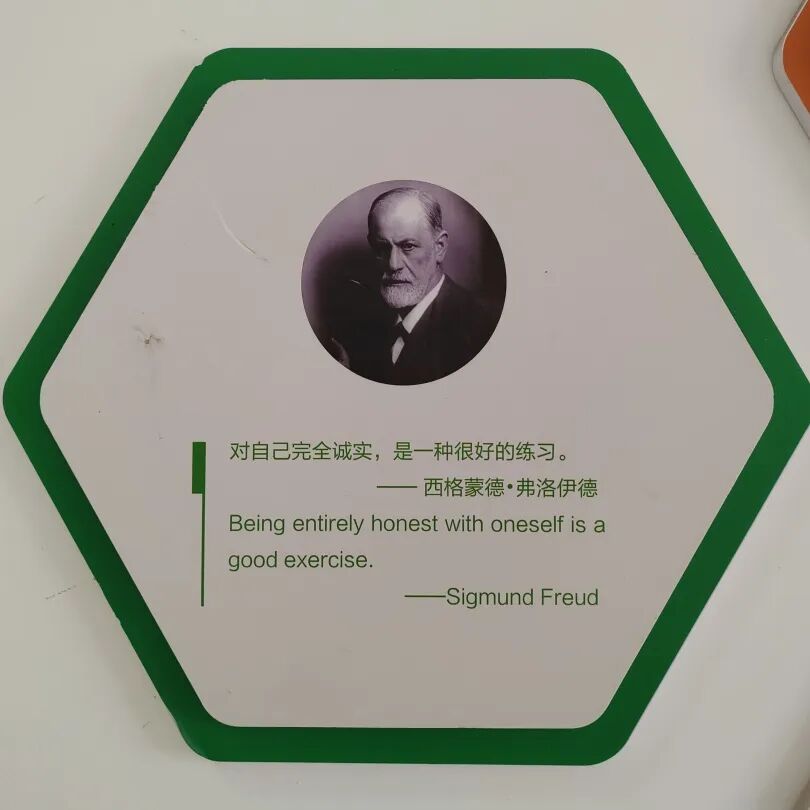 对自己完全诚实，是一种很好的练习。
—— 西格蒙德•弗洛伊德
Being entirely honest with oneself is a
good exercise.
——Sigmund Freud